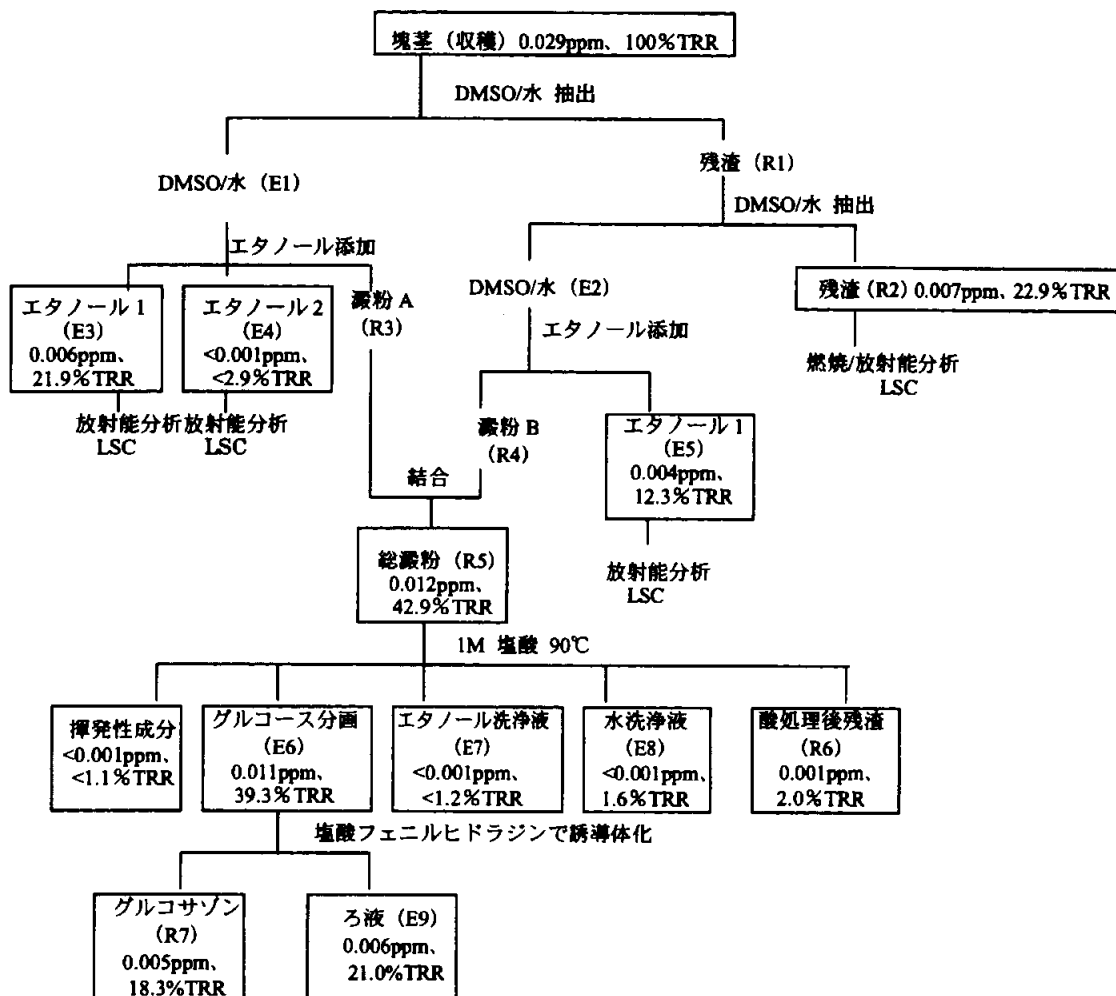 塊茎（収穫）0.029ppm、100％TRR
DMSO/水 抽出
DMSO/水（E1）
残渣（R1）
DMSO/水 抽出
エタノール添加
エタノール 1
(E3)
0.006ppm、
21.9％TRR
エタノール 2
(E4)
<0.001ppm、
<2.9％TRR
澱粉 A
(R3)
DMSO/水（E2）
残渣（R2）0.007ppm、22.9％TRR
エタノール添加
燃焼/放射能分析
LSC
放射能分析
LSC
放射能分析
LSC
澱粉 B
(R4)
エタノール 1
(E5)
0.004ppm、
12.3％TRR
結合
総澱粉（R5）
0.012ppm、
42.9％TRR
放射能分析
LSC
1M 塩酸 90℃
揮発性成分
<0.001ppm、
<1.1％TRR
グルコース分画
(E6)
0.011ppm、
39.3％TRR
エタノール洗浄液
(E7)
<0.001ppm、
<1.2％TRR
水洗浄液
(E8)
<0.001ppm、
1.6％TRR
酸処理後残渣
(R6)
0.001ppm、
2.0％TRR
塩酸フェニルヒドラジンで誘導体化
グルコサゾン
(R7)
0.005ppm、
18.3%TRR
ろ液（E9）
0.006ppm、
21.0%TRR